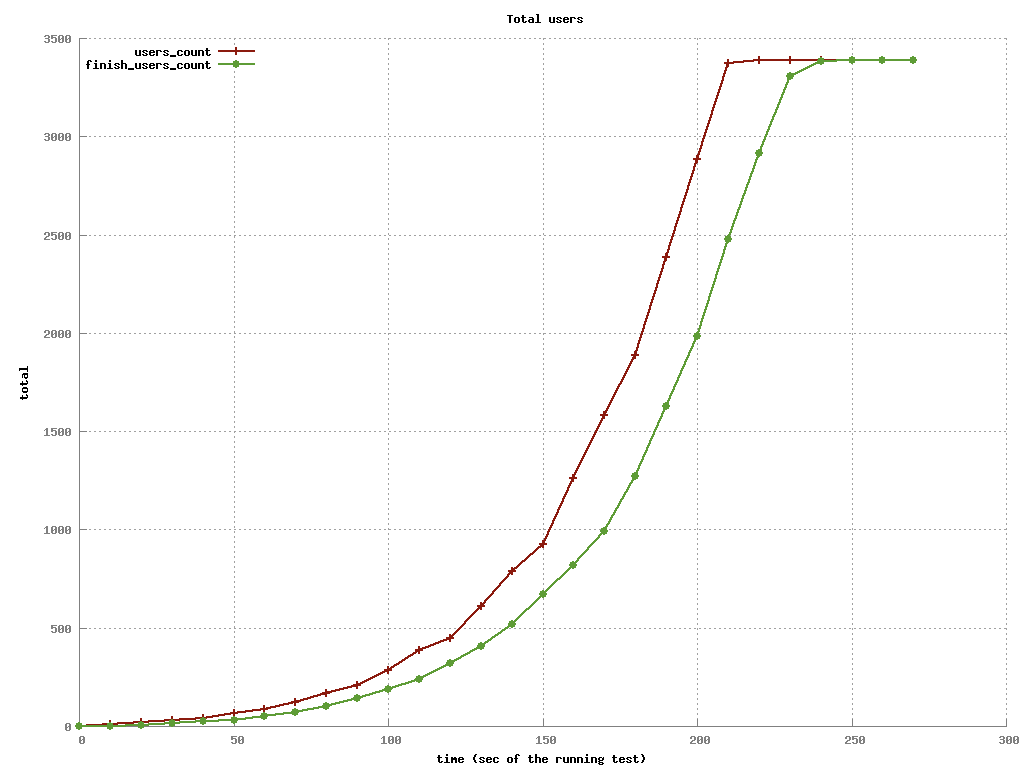 Total users
users_count
finish_users_count
3500
3000
2500
2000
1500
1000
500
0
total
0 50 100 150 200 250 300
time (sec of the running test)